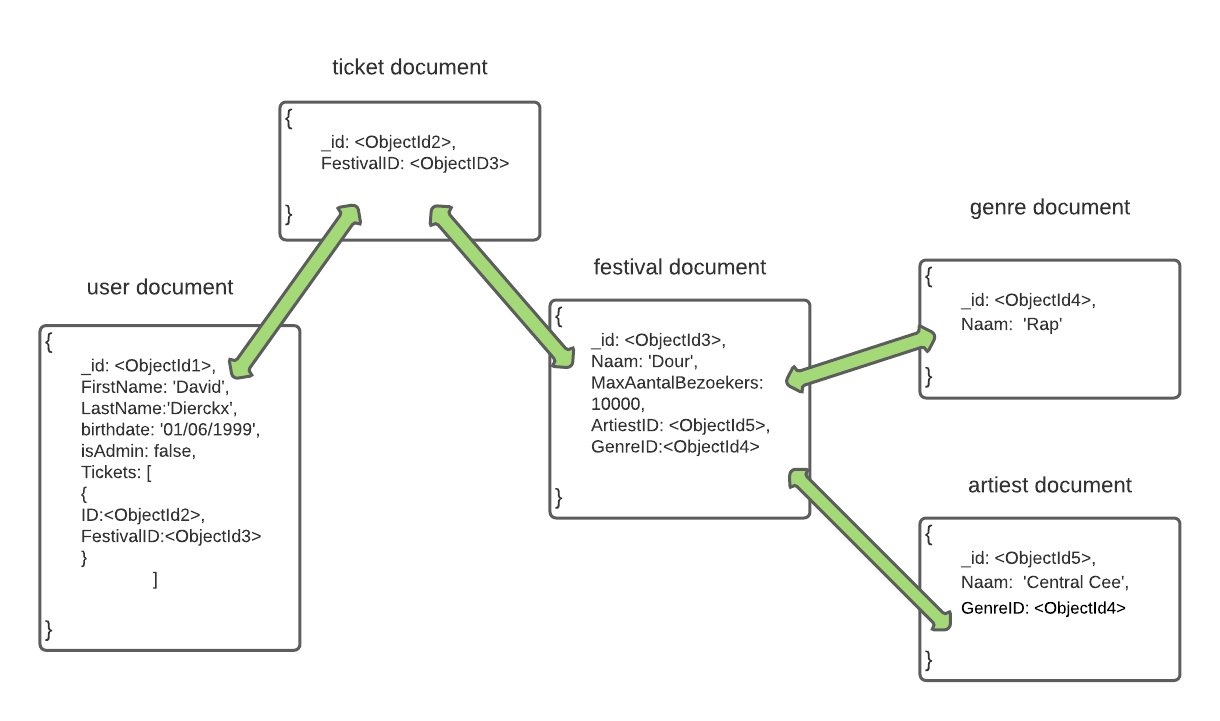 ticket document
{
_id: <ObjectId2>,
FestivalID: <ObjectID3>
}
user document
{
_id: <ObjectId1>,
FirstName: 'David',
LastName:'Dierckx',
birthdate: '01/06/1999',
isAdmin: false,
Tickets: [
{
ID:<ObjectId2>,
FestivalID:<ObjectId3>
}
]
}
festival document
{
_id: <ObjectId3>,
Naam: 'Dour',
MaxAantalBezoekers:
10000,
ArtiestID: <ObjectId5>,
GenreID:<ObjectId4>
}
genre document
{
_id: <ObjectId4>,
Naam: 'Rap'
}
artiest document
{
_id: <ObjectId5>,
Naam: 'Central Cee',
GenreID: <ObjectId4>
}